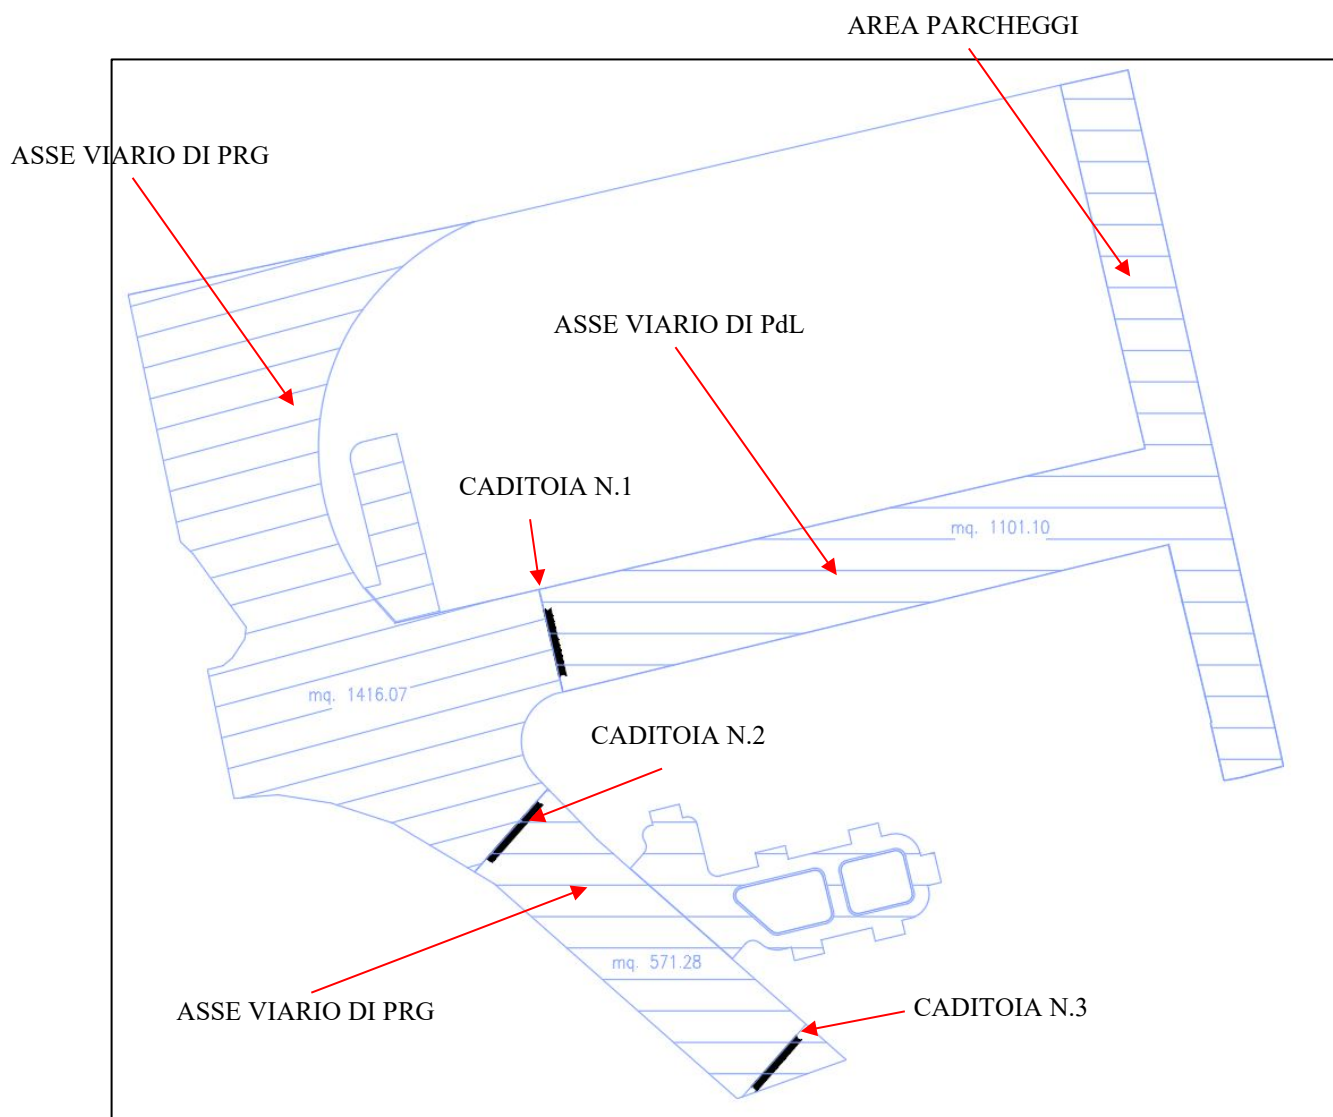 AREA PARCHEGGI
ASSE VIARIO DI PRG
ASSE VIARIO DI PdL
CADITOIA N.1
mq. 1101.10
mq. 1416.07
CADITOIA N.2
mq. 571.28
ASSE VIARIO DI PRG
CADITOIA N.3